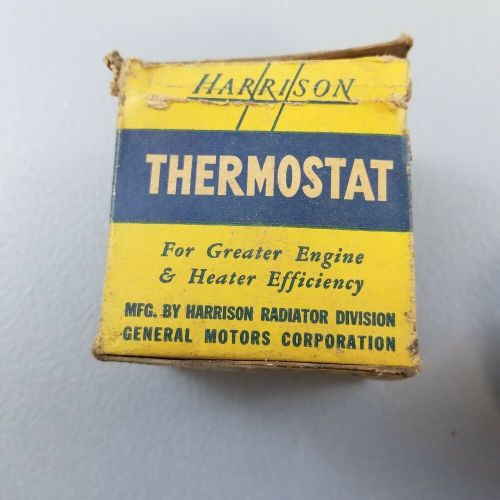 HARRISON
THERMOSTAT
For Greater Engine
& Heater Efficiency
MFG. BY HARRISON RADIATOR DIVISION
GENERAL MOTORS CORPORATION